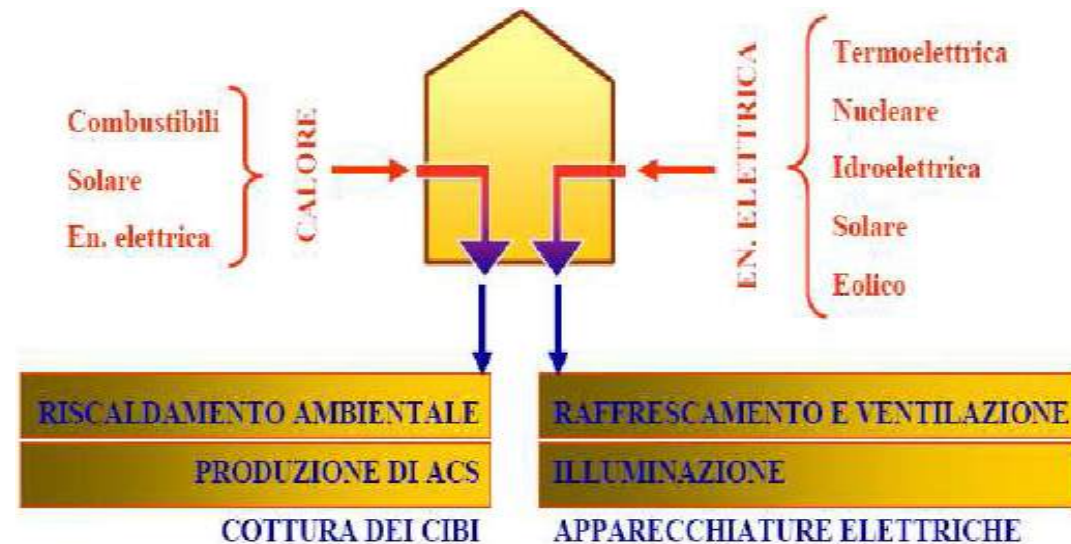 Combustibili
Solare
En. elettrica
CALORE
EN. ELETTRICA
Termoelettrica
Nucleare
Idroelettrica
Solare
Eolico
RISCALDAMENTO AMBIENTALE
PRODUZIONE DI ACS
COTTURA DEI CIBI
RAFFRESCAMENTO E VENTILAZIONE
ILLUMINAZIONE
APPARECCHIATURE ELETTRICHE